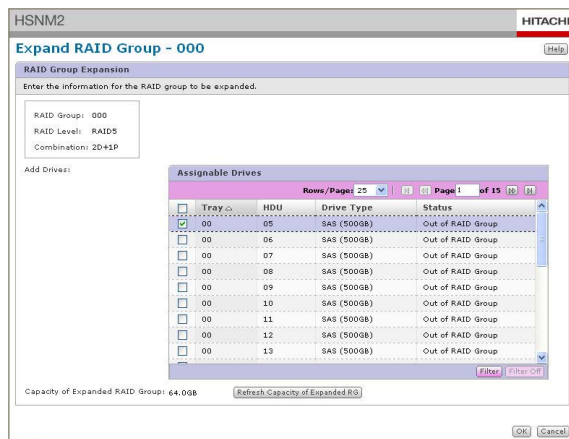 HSNM2
HITACHI
Expand RAID Group - 000
Help
RAID Group Expansion
Enter the information for the RAID group to be expanded.
RAID Group: 000
RAID Level: RAID5
Combination: 2D+1P
Add Drives:
Assignable Drives
Rows/Page: 25 Page 1 of 15
Tray HDU Drive Type Status
00 05 SAS (500GB) Out of RAID Group
00 06 SAS (500GB) Out of RAID Group
00 07 SAS (500GB) Out of RAID Group
00 08 SAS (500GB) Out of RAID Group
00 09 SAS (500GB) Out of RAID Group
00 10 SAS (500GB) Out of RAID Group
00 11 SAS (500GB) Out of RAID Group
00 12 SAS (500GB) Out of RAID Group
00 13 SAS (500GB) Out of RAID Group
Filter Filter Off
Capacity of Expanded RAID Group: 64.0GB Refresh Capacity of Expanded RG
OK Cancel